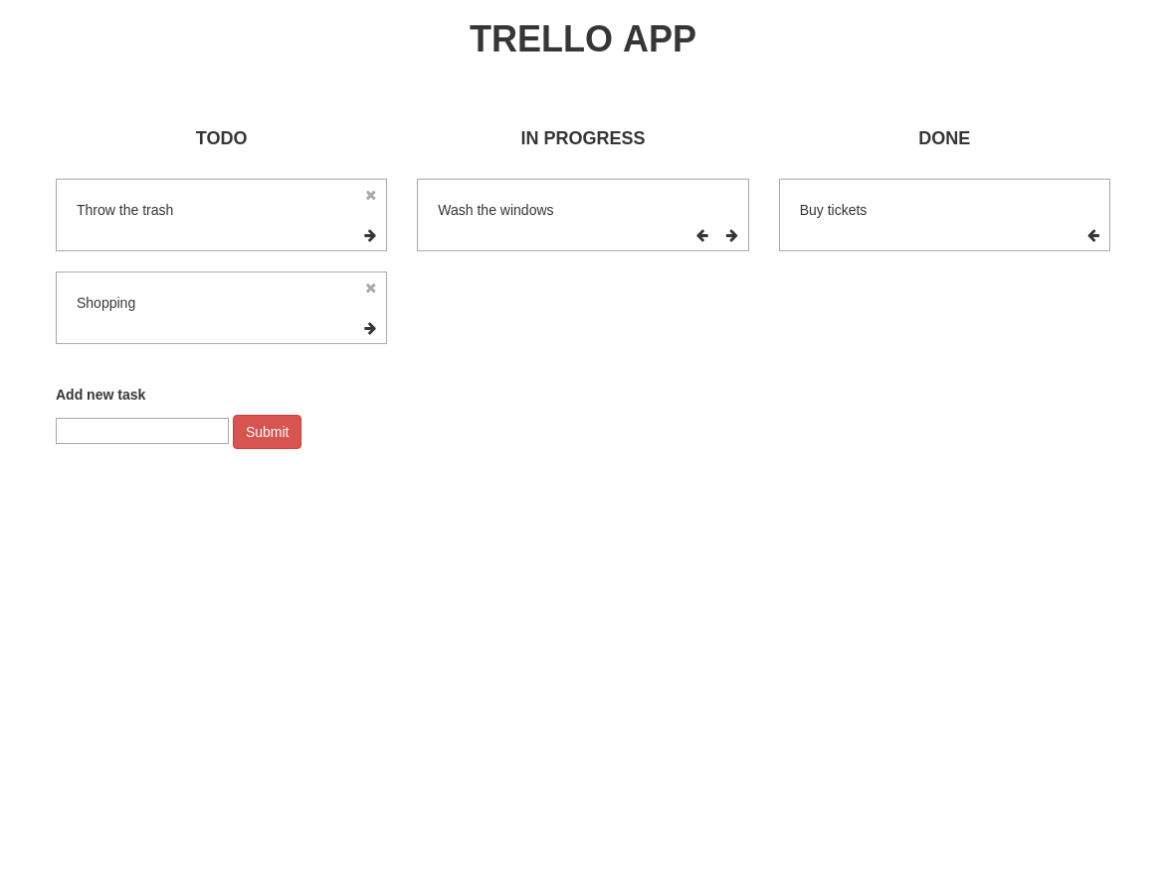 TRELLO APP
TODO
IN PROGRESS
DONE
Throw the trash
Wash the windows
Buy tickets
Shopping
Add new task
Submit